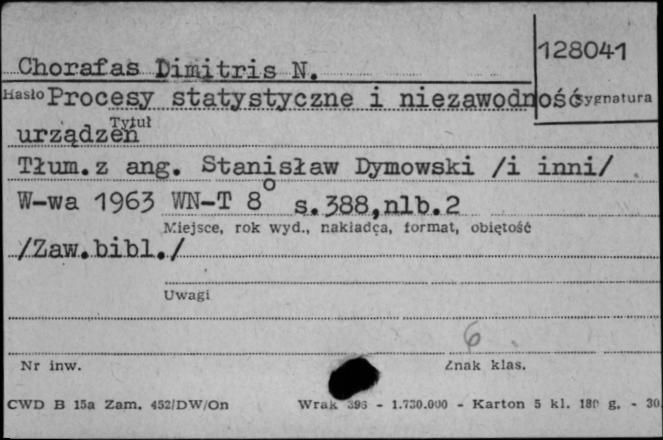 128041
Chorafas Dimitris N.
Hasło Procesy statystyczne i niezawodność Sygnatura
Tytuł
urządzeń
Tłum.z ang. Stanisław Dymowski /i inni/
W-wa 1963 WN-T 8° s.388,nlb.2
Miejsce, rok wyd., nakładca, format, objętość
/Zaw.bibl./
Uwagi
6
Nr inw. Znak klas.
CWD B 15a Zam. 452/DW/On Wrak 396 - 1.730.000 - Karton 5 kl. 180 g. - 30